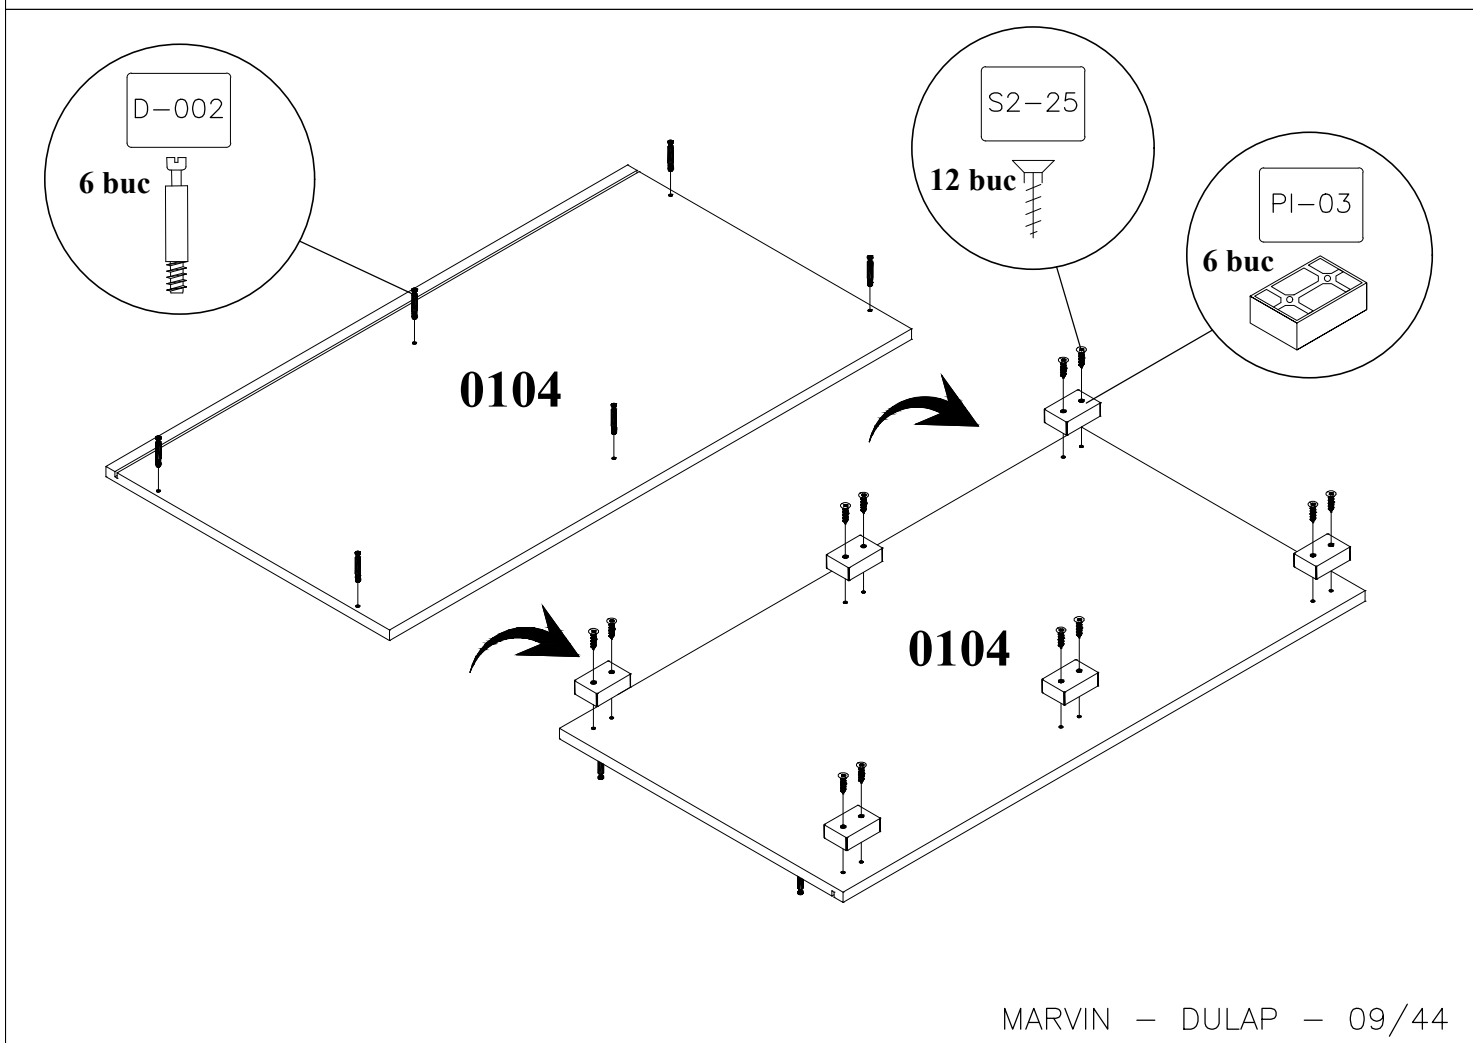 D-002
6 buc
S2-25
12 buc
PI-03
6 buc
0104
0104
MARVIN - DULAP - 09/44